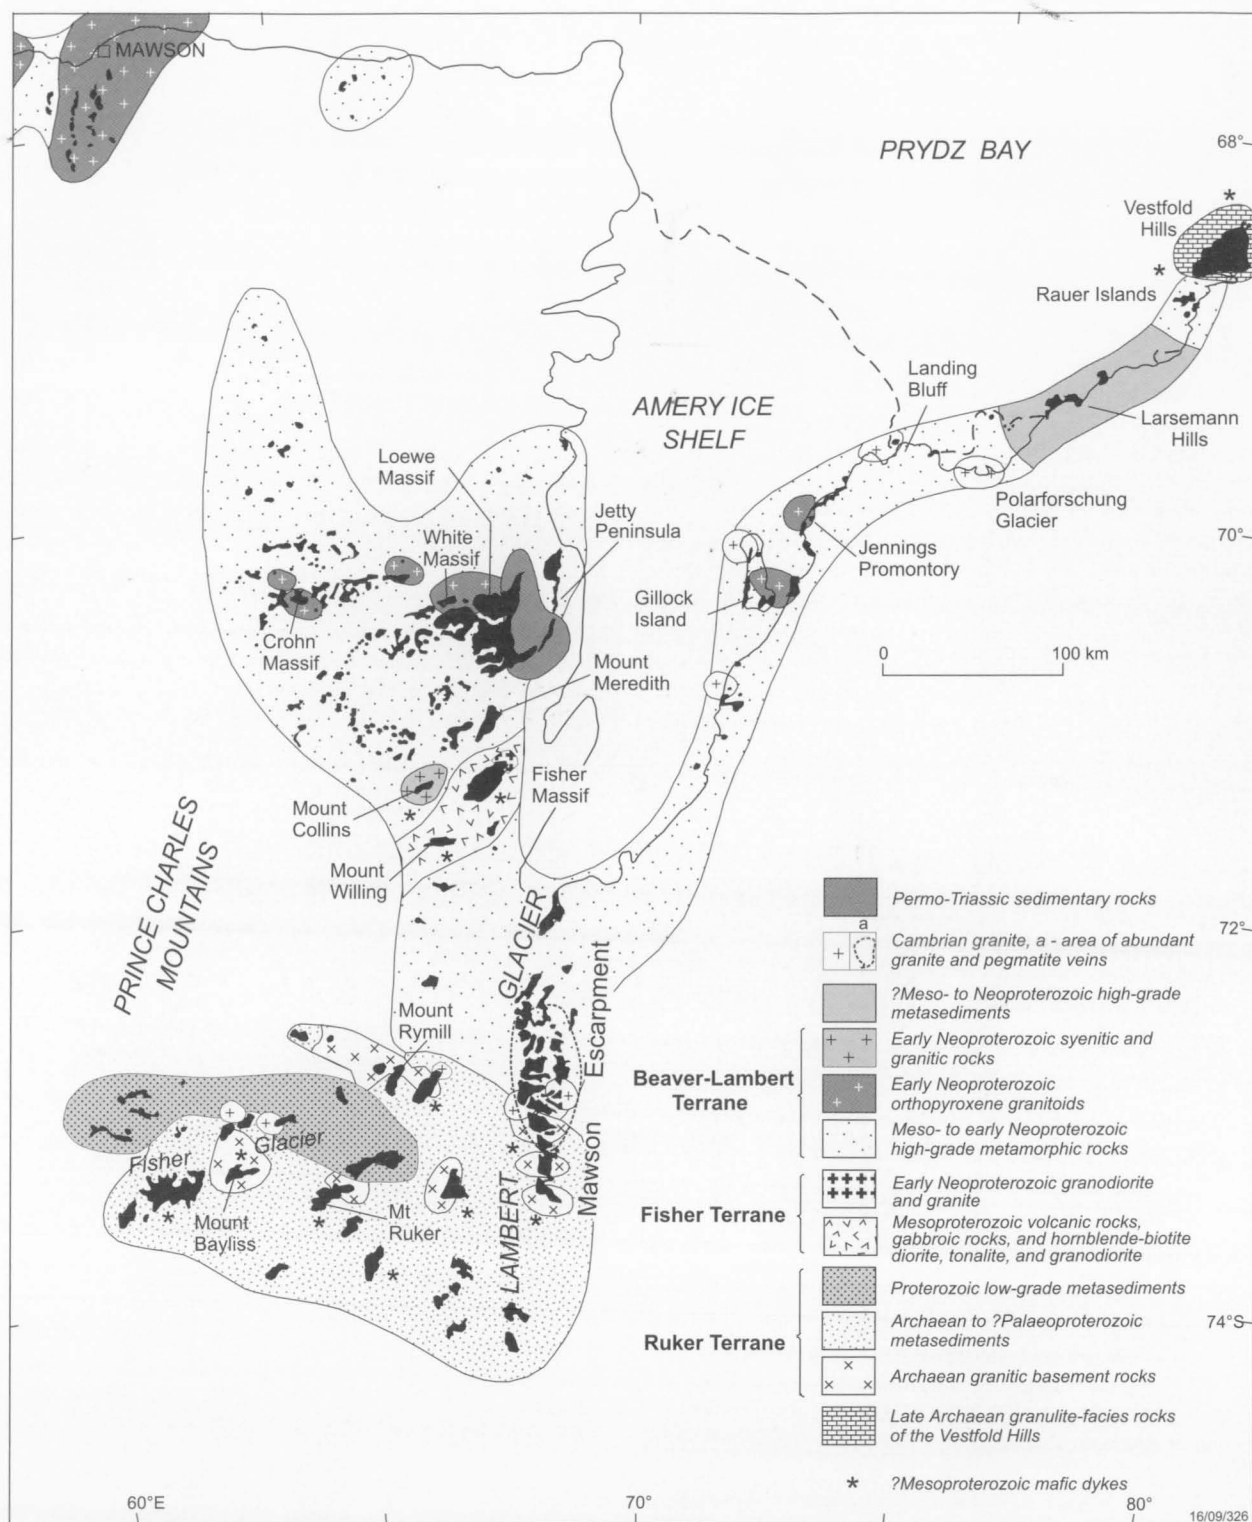 MAWSON
PRYDZ BAY
68°
Vestfold
Hills
Rauer Islands
Landing
Bluff
AMERY ICE
SHELF
Larsemann
Hills
Loewe
Massif
Jetty
Peninsula
Polarforschung
Glacier
White
Massif
70°
Jennings
Promontory
Gillock
Island
Crohn
Massif
0
100 km
Mount
Meredith
Fisher
Massif
Mount
Collins
Mount
Willing
PRINCE CHARLES
MOUNTAINS
GLACIER
LAMBERT
Escarpment
Mawson
Mount
Rymill
Fisher
Glacier
Mount
Bayliss
Mt
Ruker
Permo-Triassic sedimentary rocks
a
72°
Cambrian granite, a - area of abundant
granite and pegmatite veins
?Meso- to Neoproterozoic high-grade
metasediments
Beaver-Lambert
Terrane
Early Neoproterozoic syenitic and
granitic rocks
Early Neoproterozoic
orthopyroxene granitoids
Meso- to early Neoproterozoic
high-grade metamorphic rocks
Fisher Terrane
Early Neoproterozoic granodiorite
and granite
Mesoproterozoic volcanic rocks,
gabbroic rocks, and hornblende-biotite
diorite, tonalite, and granodiorite
Ruker Terrane
Proterozoic low-grade metasediments
Archaean to ?Palaeoproterozoic
metasediments
74°S
Archaean granitic basement rocks
Late Archaean granulite-facies rocks
of the Vestfold Hills
?Mesoproterozoic mafic dykes
60°E
70°
80°
16/09/326